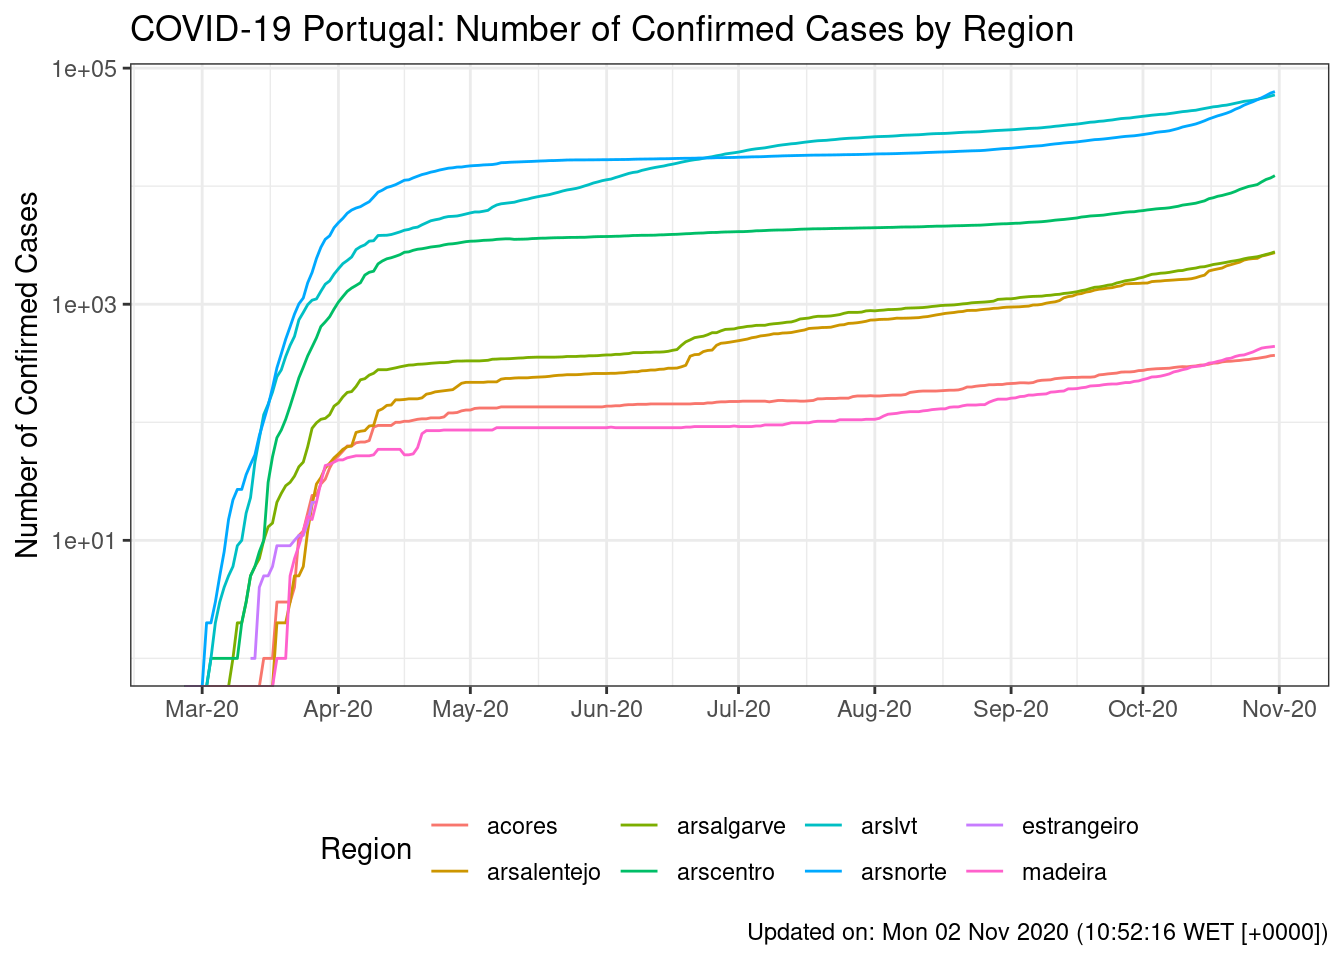 COVID-19 Portugal: Number of Confirmed Cases by Region
Number of Confirmed Cases
1e+05
1e+03
1e+01
Mar-20 Apr-20 May-20 Jun-20 Jul-20 Aug-20 Sep-20 Oct-20 Nov-20
Region
acores arsalgarve arslvt estrangeiro
arsalentejo arscentro arsnorte madeira
Updated on: Mon 02 Nov 2020 (10:52:16 WET [+0000])